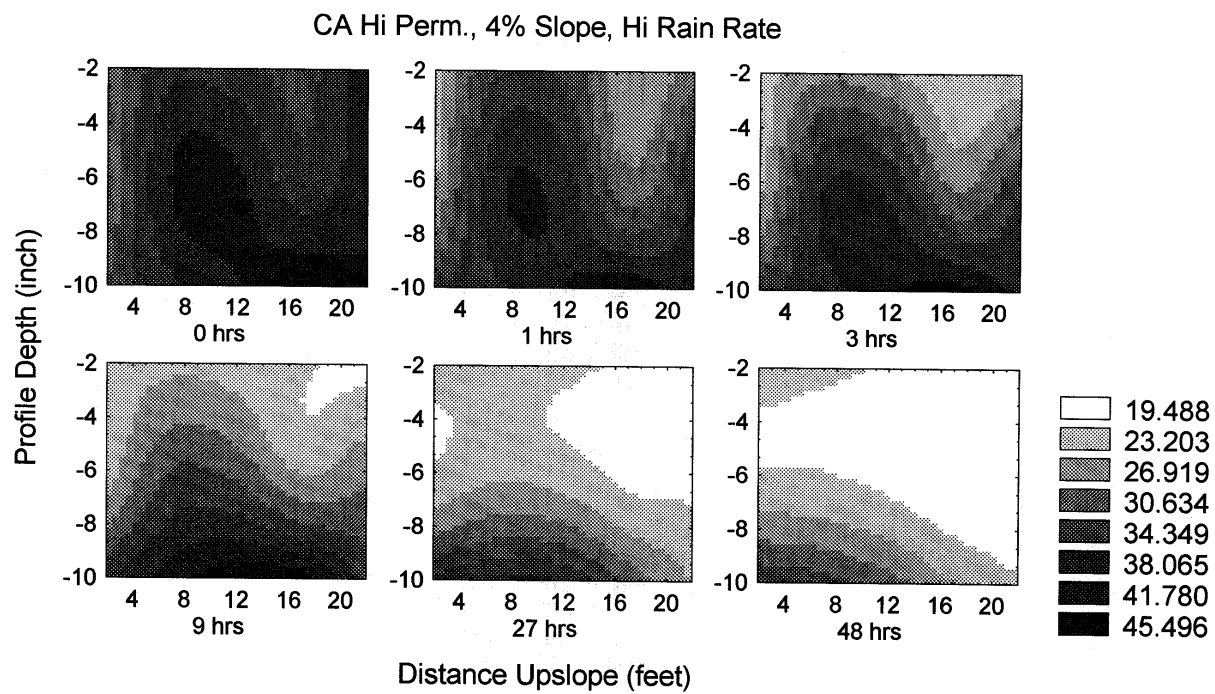 CA Hi Perm., 4% Slope, Hi Rain Rate
Profile Depth (inch)
-2
-4
-6
-8
-10
4 8 12 16 20
0 hrs
-2
-4
-6
-8
-10
4 8 12 16 20
1 hrs
-2
-4
-6
-8
-10
4 8 12 16 20
3 hrs
-2
-4
-6
-8
-10
4 8 12 16 20
9 hrs
-2
-4
-6
-8
-10
4 8 12 16 20
27 hrs
-2
-4
-6
-8
-10
4 8 12 16 20
48 hrs
19.488
23.203
26.919
30.634
34.349
38.065
41.780
45.496
Distance Upslope (feet)